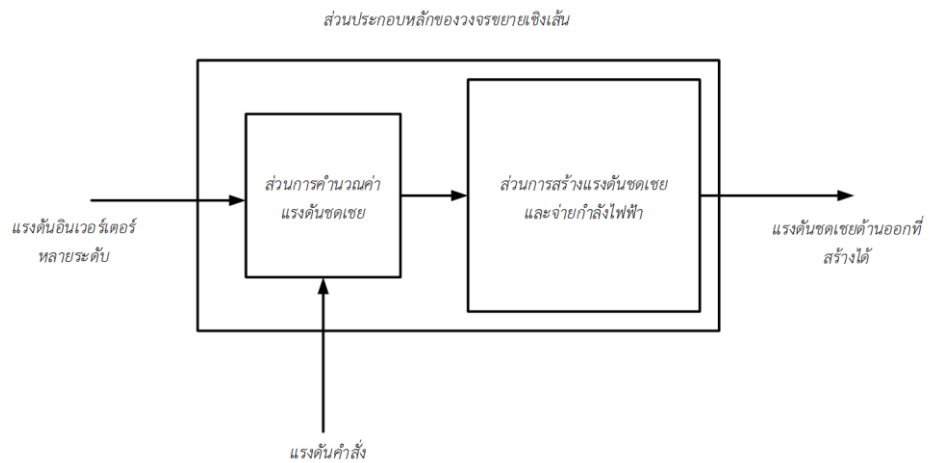 ส่วนประกอบหลักของวงจรขยายเชิงเส้น
ส่วนการคำนวณค่า
แรงดันชดเชย
ส่วนการสร้างแรงดันชดเชย
และจ่ายกำลังไฟฟ้า
แรงดันอินเวอร์เตอร์
หลายระดับ
แรงดันชดเชยด้านออกที่
สร้างได้
แรงดันคำสั่ง